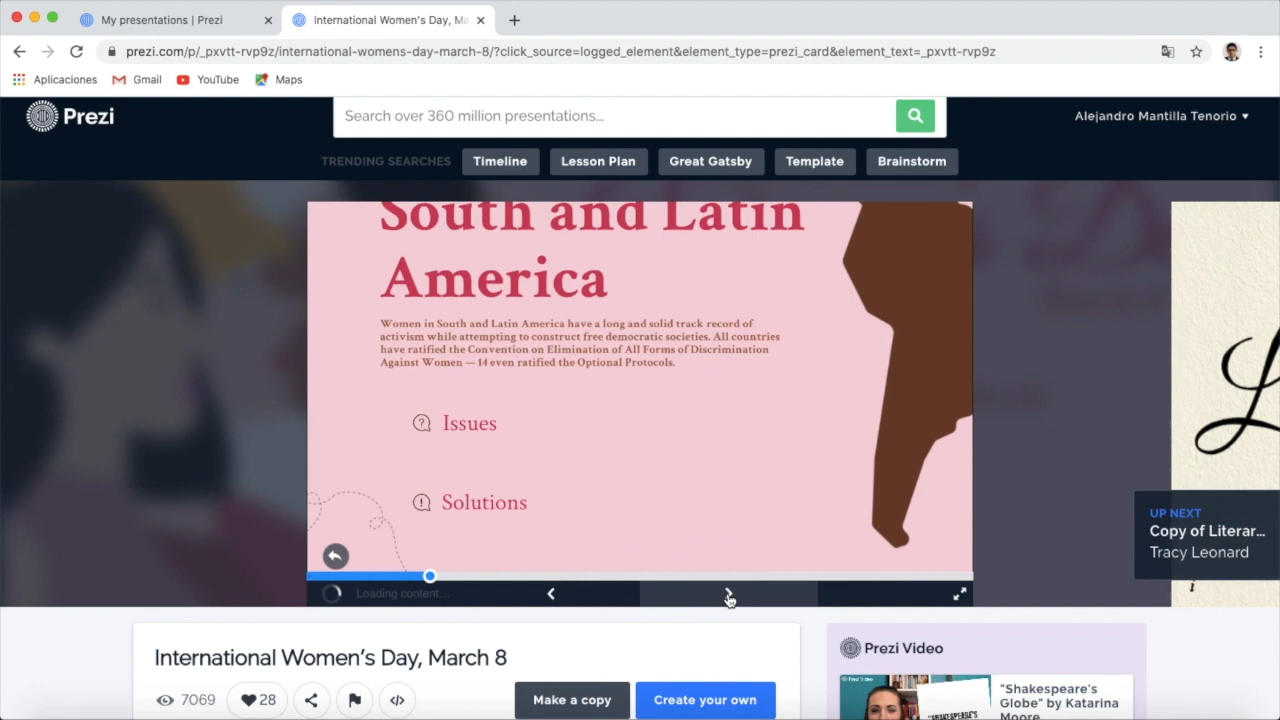 My presentations | Prezi
International Women's Day, Ma
prezi.com/p/_pxvtt-rvp9z/international-womens-day-march-8/?click_source=logged_element&element_type=prezi_card&element_text=_pxvtt-rvp9z
Aplicaciones
Gmail
YouTube
Maps
Prezi
Search over 360 million presentations...
Alejandro Mantilla Tenorio
TRENDING SEARCHES
Timeline
Lesson Plan
Great Gatsby
Template
Brainstorm
South and Latin
America
Women in South and Latin America have a long and solid track record of
activism while attempting to construct free democratic societies. All countries
have ratified the Convention on Elimination of All Forms of Discrimination
Against Women — 14 even ratified the Optional Protocols.
Issues
Solutions
UP NEXT
Copy of Literar...
Tracy Leonard
Loading content...
International Women's Day, March 8
7069
28
Make a copy
Create your own
Prezi Video
"Shakespeare's
Globe" by Katarina
Moore